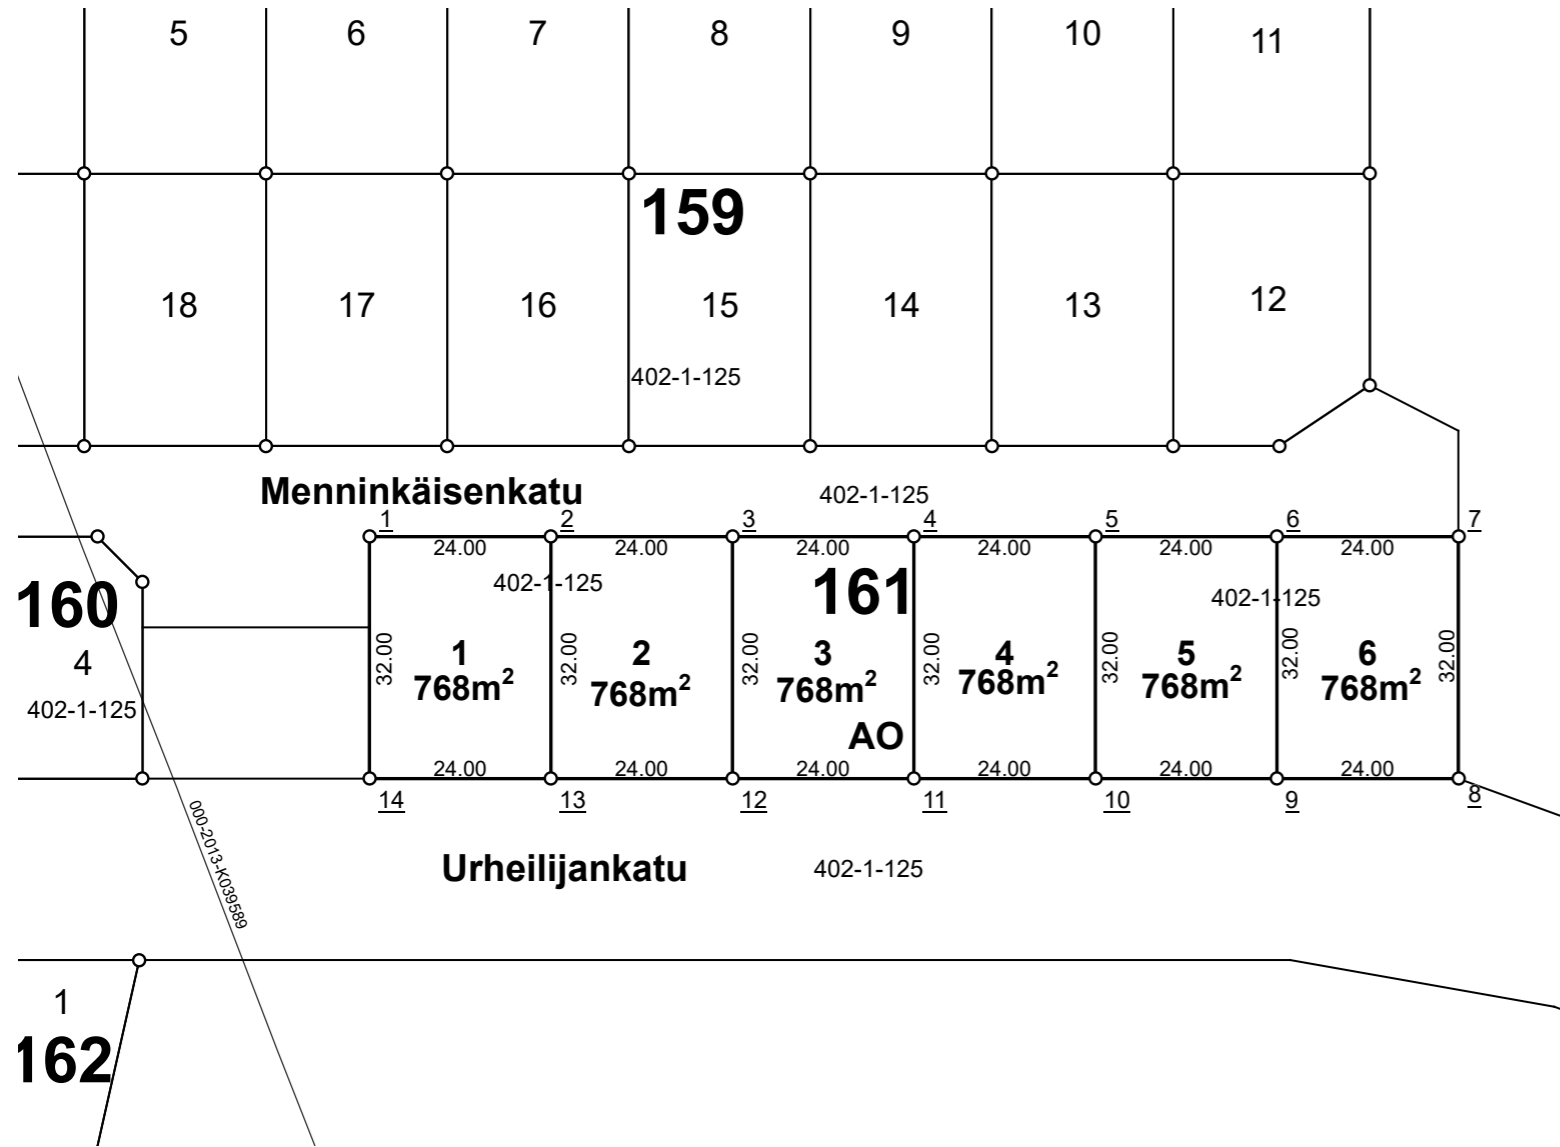 5 6 7 8 9 10 11
159
18 17 16 15 14 13 12
402-1-125
Menninkäisenkatu
402-1-125
1 2 3 4 5 6 7
24.00 24.00 24.00 24.00 24.00 24.00
402-1-125 161 402-1-125
160
4
402-1-125
32.00 32.00 32.00 32.00 32.00 32.00 32.00
1 2 3 4 5 6
768m² 768m² 768m² 768m² 768m² 768m²
AO
24.00 24.00 24.00 24.00 24.00 24.00
14 13 12 11 10 9 8
000-2013-K039589
Urheilijankatu
402-1-125
1
162